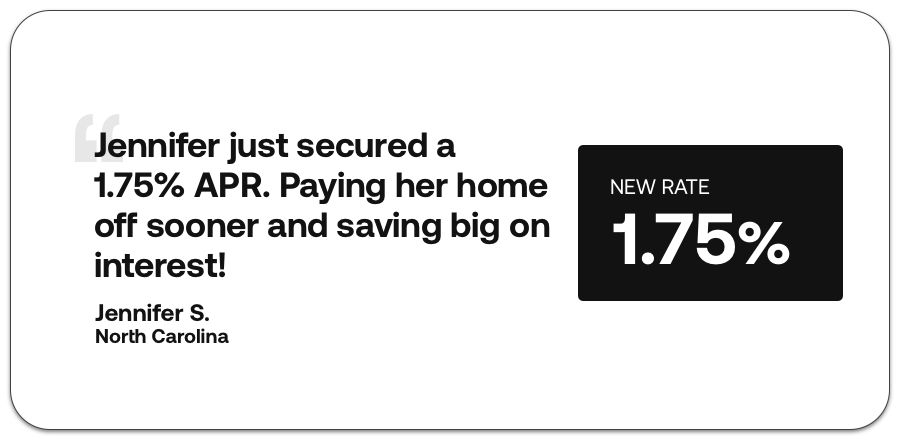 “
Jennifer just secured a
1.75% APR. Paying her home
off sooner and saving big on
interest!
Jennifer S.
North Carolina
NEW RATE
1.75%